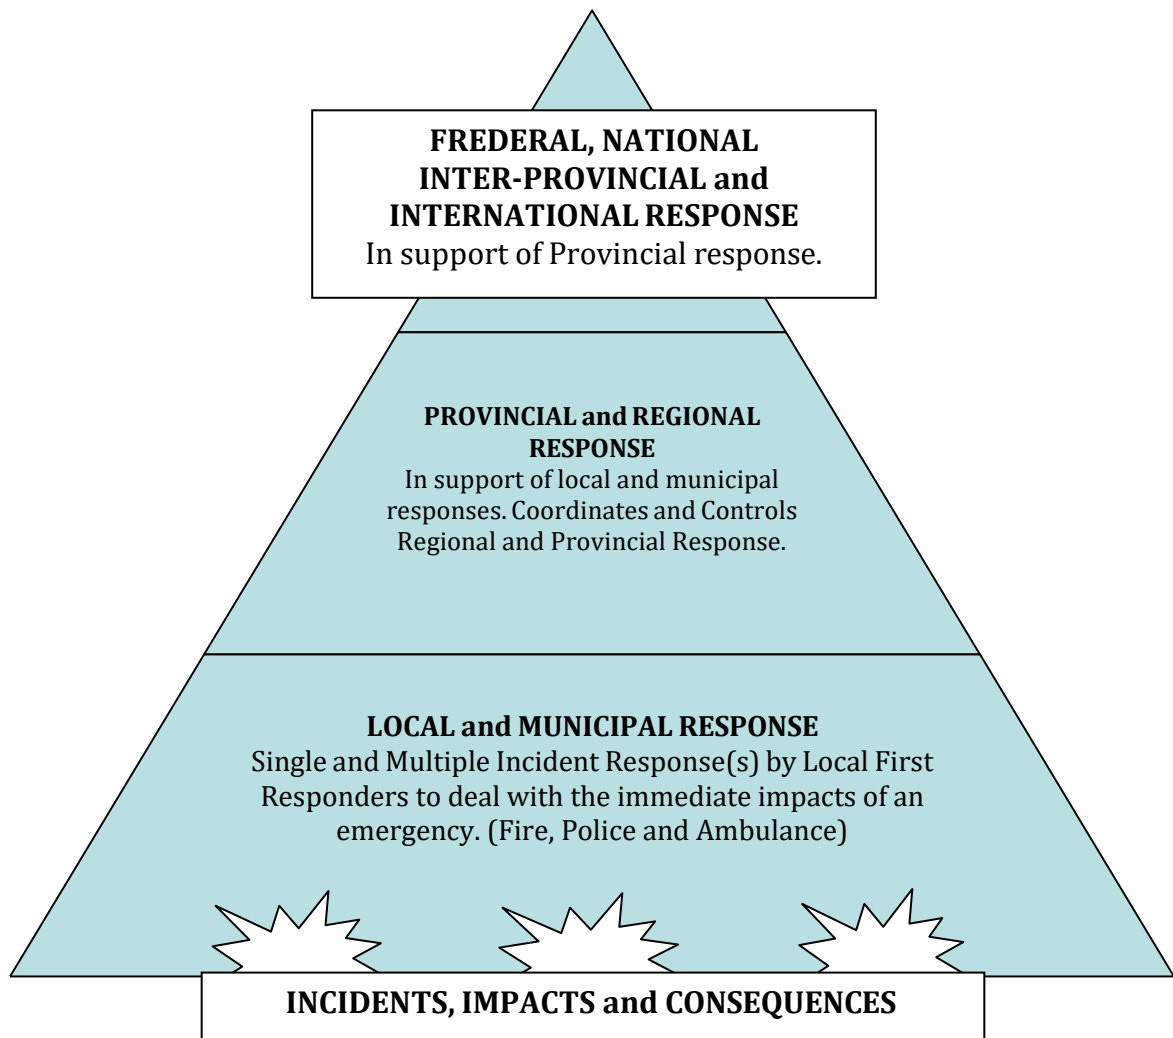 FREDERAL, NATIONAL
INTER-PROVINCIAL and
INTERNATIONAL RESPONSE
In support of Provincial response.
PROVINCIAL and REGIONAL
RESPONSE
In support of local and municipal
responses. Coordinates and Controls
Regional and Provincial Response.
LOCAL and MUNICIPAL RESPONSE
Single and Multiple Incident Response(s) by Local First
Responders to deal with the immediate impacts of an
emergency. (Fire, Police and Ambulance)
INCIDENTS, IMPACTS and CONSEQUENCES